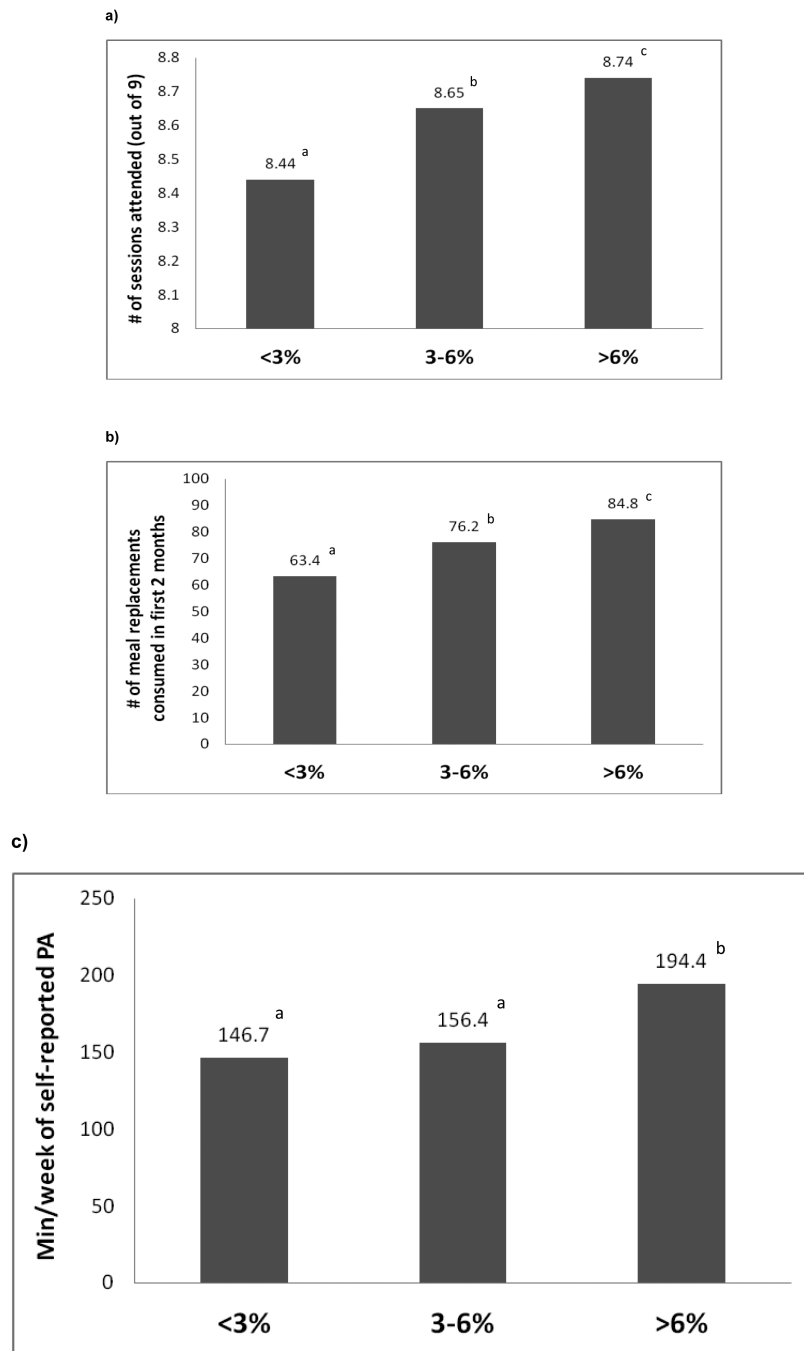 a)
# of sessions attended (out of 9)
8.8
8.7
8.6
8.5
8.4
8.3
8.2
8.1
8
8.44 a
8.65 b
8.74 c
<3% 3-6% >6%
b)
# of meal replacements
consumed in first 2 months
100
90
80
70
60
50
40
30
20
10
0
63.4 a
76.2 b
84.8 c
<3% 3-6% >6%
c)
Min/week of self-reported PA
250
200
150
100
50
0
146.7 a
156.4 a
194.4 b
<3% 3-6% >6%